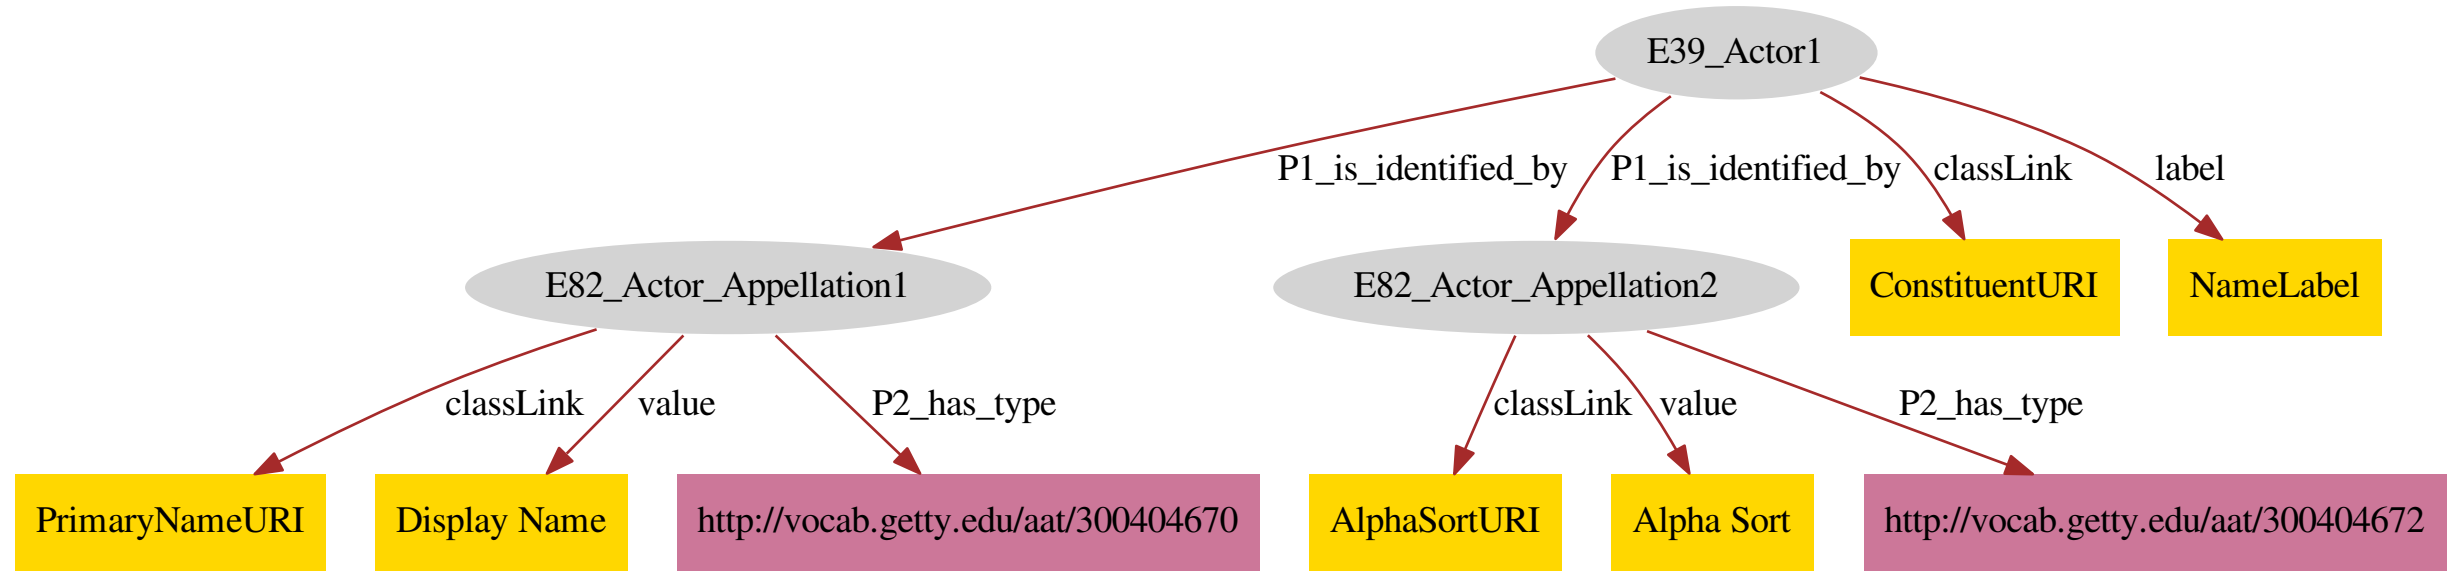 E39_Actor1
P1_is_identified_by
P1_is_identified_by
classLink
label
E82_Actor_Appellation1
E82_Actor_Appellation2
ConstituentURI
NameLabel
classLink
value
P2_has_type
classLink
value
P2_has_type
PrimaryNameURI
Display Name
http://vocab.getty.edu/aat/300404670
AlphaSortURI
Alpha Sort
http://vocab.getty.edu/aat/300404672